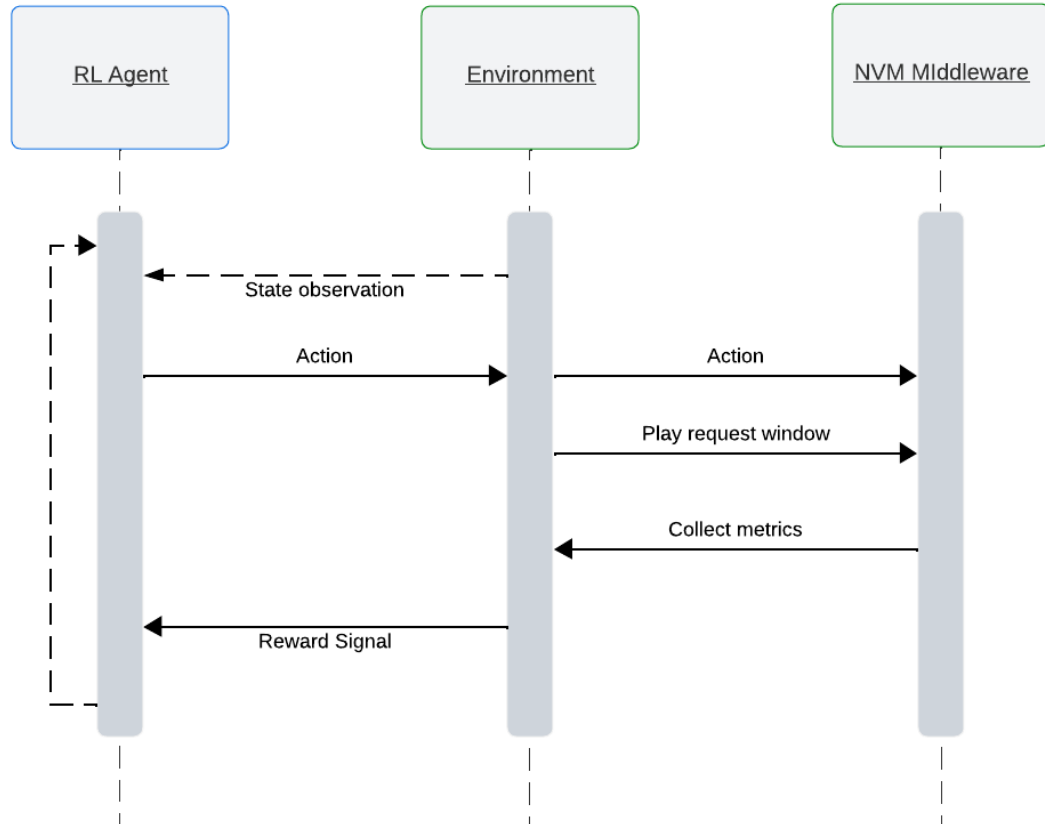 RL Agent
Environment
NVM MIddleware
State observation
Action
Action
Play request window
Collect metrics
Reward Signal